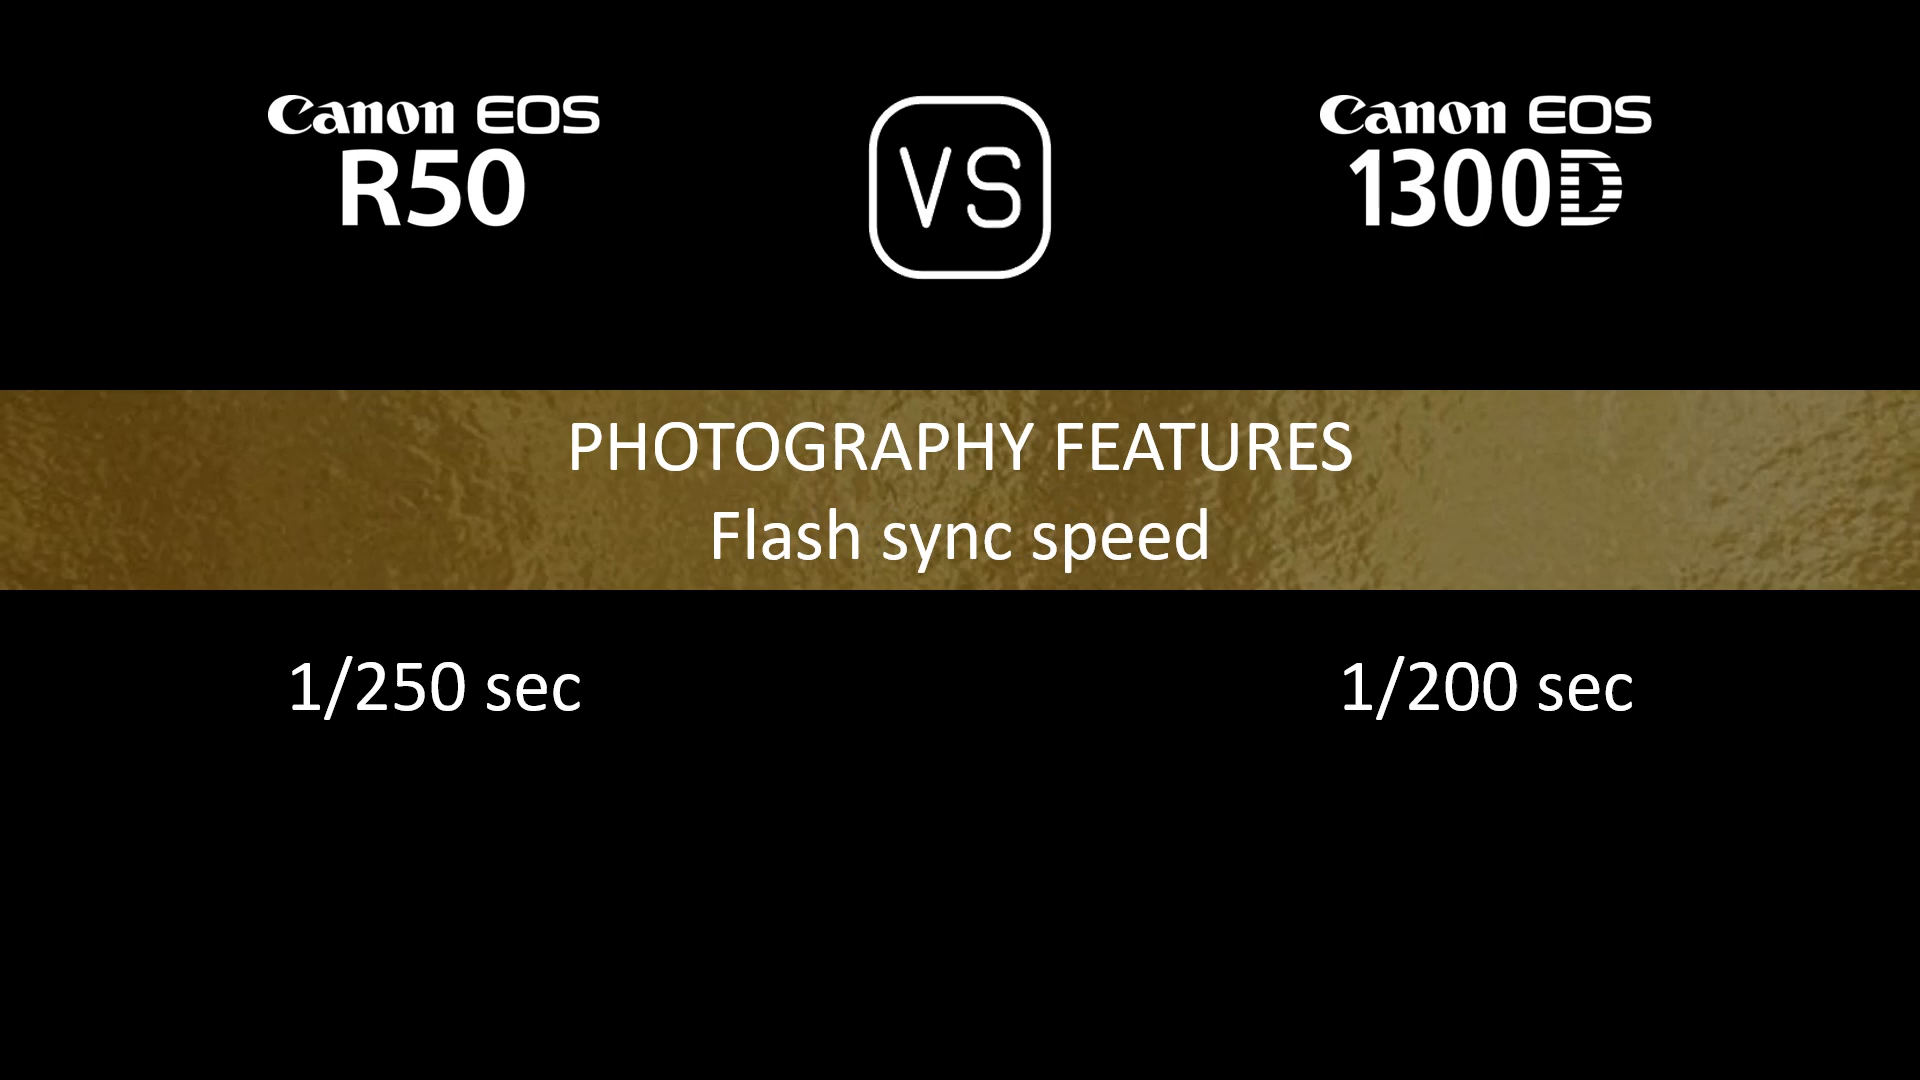 Canon EOS
R50
VS
Canon EOS
1300D
PHOTOGRAPHY FEATURES
Flash sync speed
1/250 sec
1/200 sec